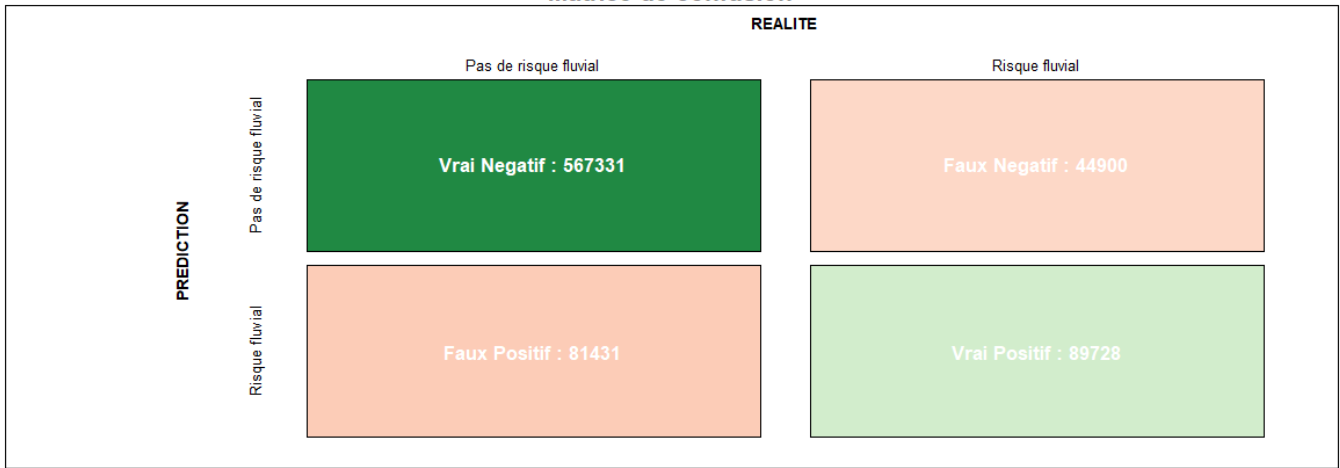 REALITE
Pas de risque fluvial
Risque fluvial
PREDICTION
Pas de risque fluvial
Vrai Negatif : 567331
Faux Negatif : 44900
Risque fluvial
Faux Positif : 81431
Vrai Positif : 89728